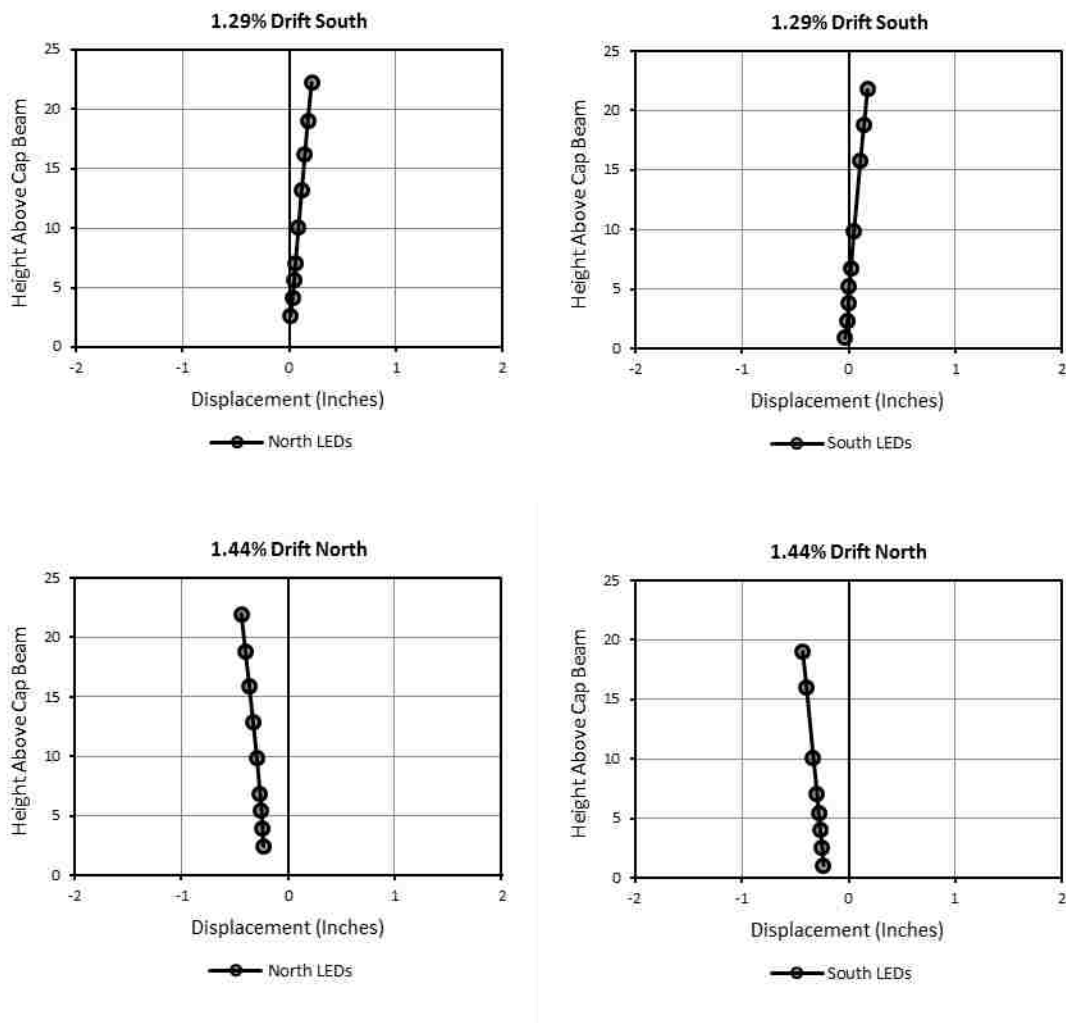 1.29% Drift South
25
20
15
10
5
0
-2 -1 0 1 2
Height Above Cap Beam
Displacement (Inches)
North LEDs
1.29% Drift South
25
20
15
10
5
0
-2 -1 0 1 2
Height Above Cap Beam
Displacement (Inches)
South LEDs
1.44% Drift North
25
20
15
10
5
0
-2 -1 0 1 2
Height Above Cap Beam
Displacement (Inches)
North LEDs
1.44% Drift North
25
20
15
10
5
0
-2 -1 0 1 2
Height Above Cap Beam
Displacement (Inches)
South LEDs